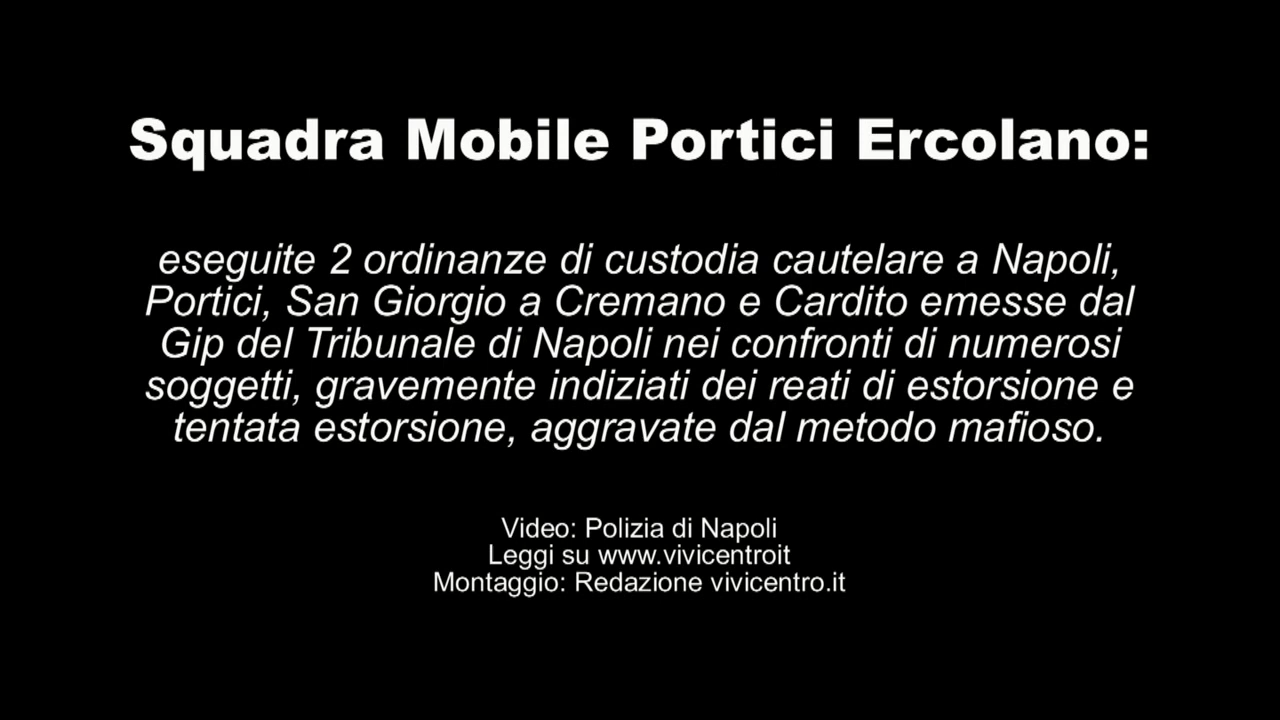 Squadra Mobile Portici Ercolano:
eseguite 2 ordinanze di custodia cautelare a Napoli,
Portici, San Giorgio a Cremano e Cardito emesse dal
Gip del Tribunale di Napoli nei confronti di numerosi
soggetti, gravemente indiziati dei reati di estorsione e
tentata estorsione, aggravate dal metodo mafioso.
Video: Polizia di Napoli
Leggi su www.vivicentroit
Montaggio: Redazione vivicentro.it